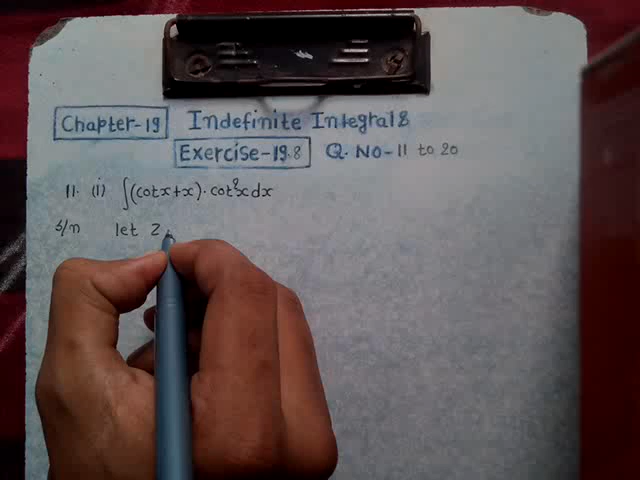 Chapter-19 Indefinite Integrals
Exercise-19.8 Q. NO- 11 to 20
11. (i) ∫(cotx+x)·cot²x dx
s/n let I